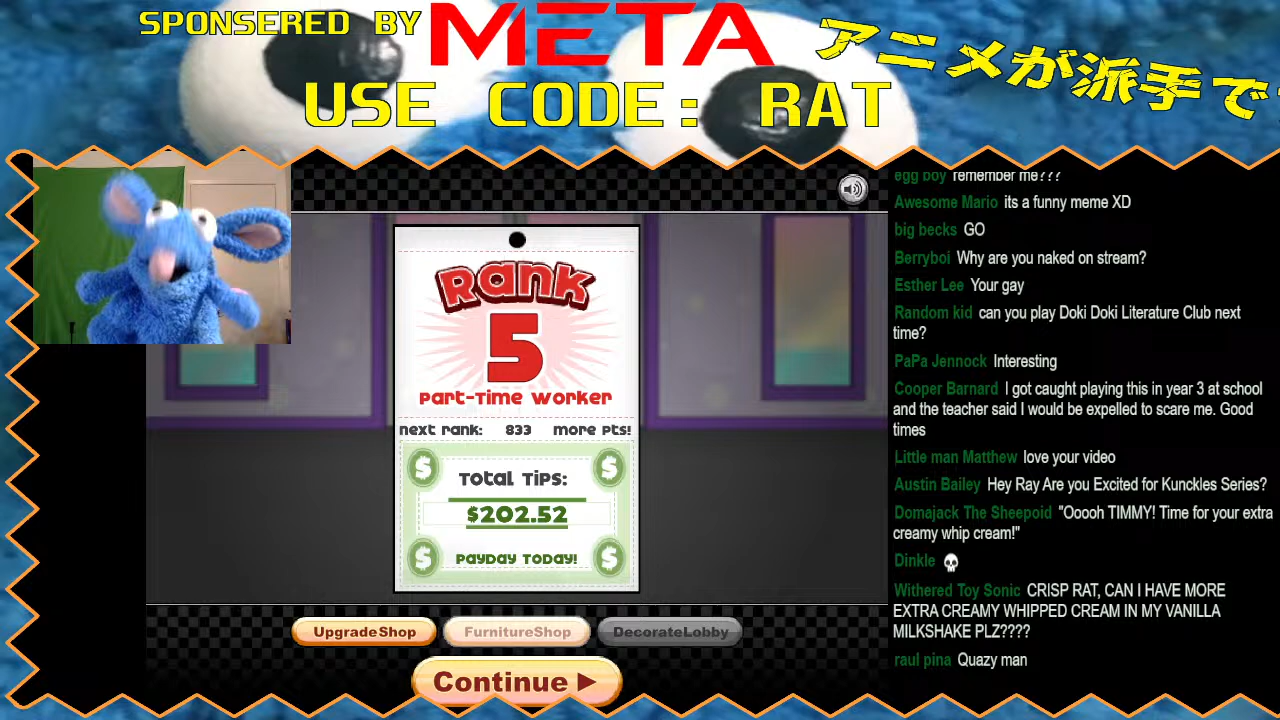 SPONSERED BY META
アニメが派手で
USE CODE: RAT
egg boy remember me???
Awesome Mario its a funny meme XD
big becks GO
Berryboi Why are you naked on stream?
Esther Lee Your gay
Random kid can you play Doki Doki Literature Club next
time?
PaPa Jennock Interesting
Cooper Barnard I got caught playing this in year 3 at school
and the teacher said I would be expelled to scare me. Good
times
Little man Matthew love your video
Austin Bailey Hey Ray Are you Excited for Kunckles Series?
Domajack The Sheepoid "Ooooh TIMMY! Time for your extra
creamy whip cream!"
Dinkle
Withered Toy Sonic CRISP RAT, CAN I HAVE MORE
EXTRA CREAMY WHIPPED CREAM IN MY VANILLA
MILKSHAKE PLZ????
raul pina Quazy man
Rank
5
Part-Time Worker
next rank: 833 more pts!
Total Tips:
$202.52
Payday Today!
UpgradeShop
FurnitureShop
DecorateLobby
Continue